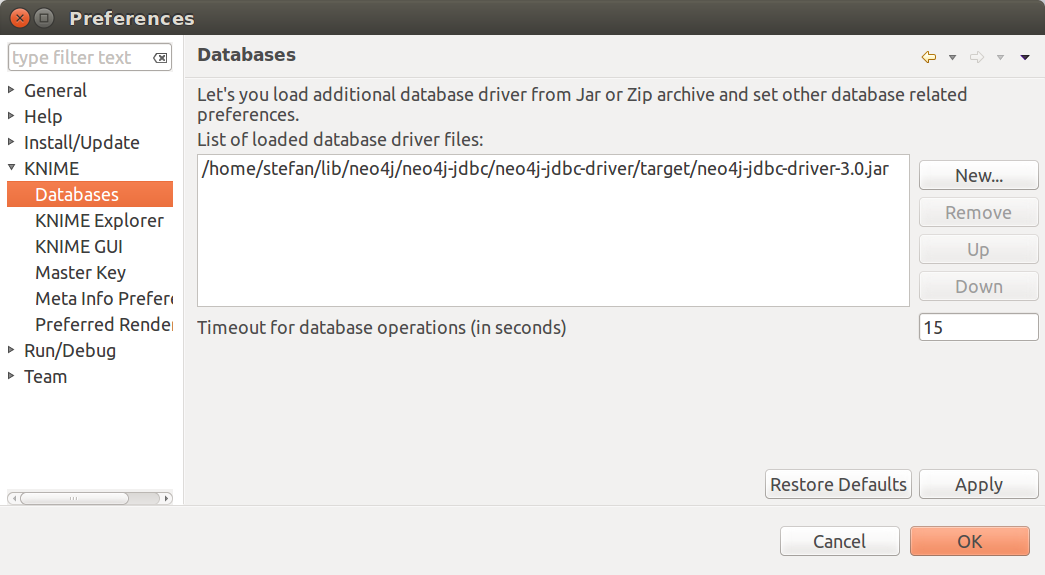 Preferences
type filter text
General
Help
Install/Update
KNIME
Databases
KNIME Explorer
KNIME GUI
Master Key
Meta Info Prefere
Preferred Render
Run/Debug
Team
Databases
Let's you load additional database driver from Jar or Zip archive and set other database related
preferences.
List of loaded database driver files:
/home/stefan/lib/neo4j/neo4j-jdbc/neo4j-jdbc-driver/target/neo4j-jdbc-driver-3.0.jar
New...
Remove
Up
Down
Timeout for database operations (in seconds)
15
Restore Defaults
Apply
Cancel
OK